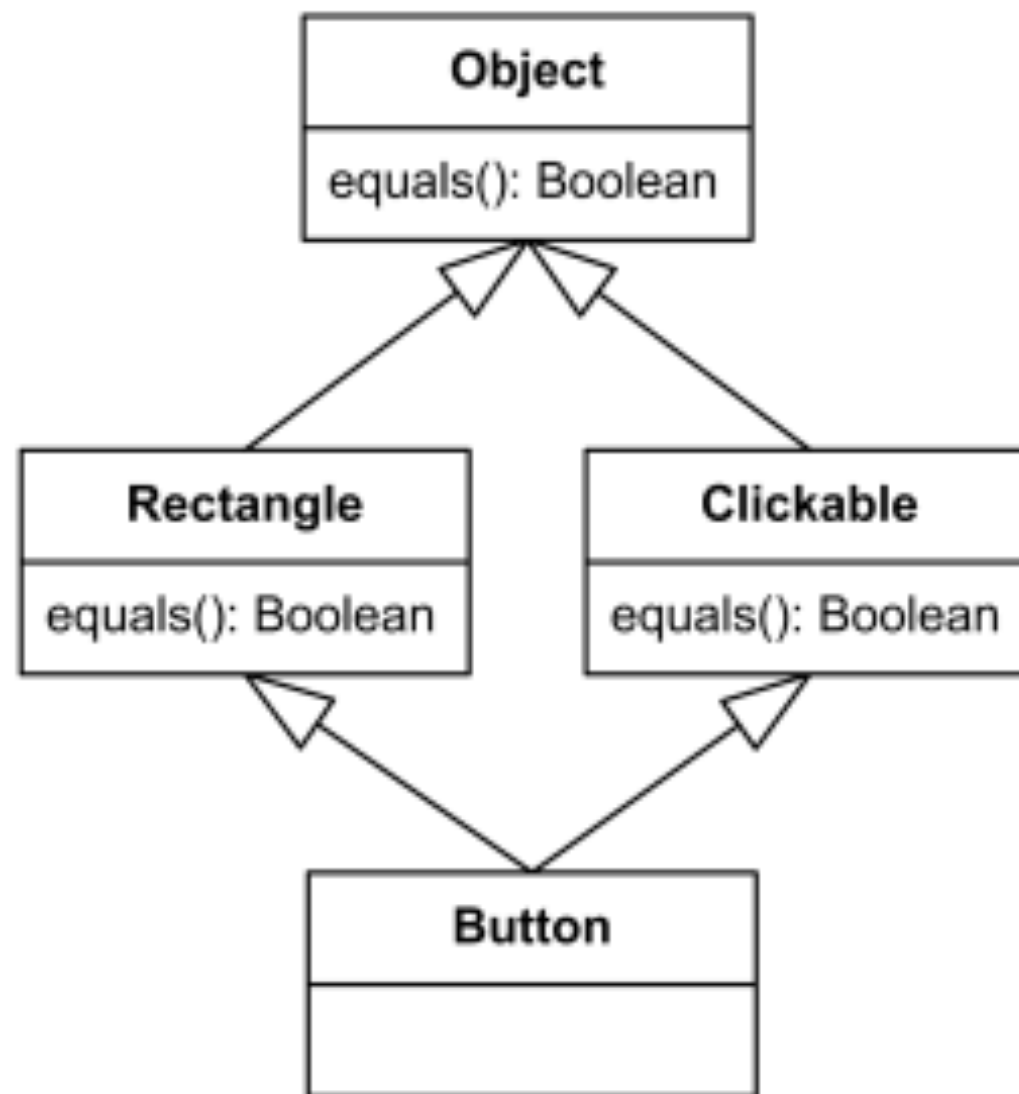 Object
equals(): Boolean
Rectangle
equals(): Boolean
Clickable
equals(): Boolean
Button